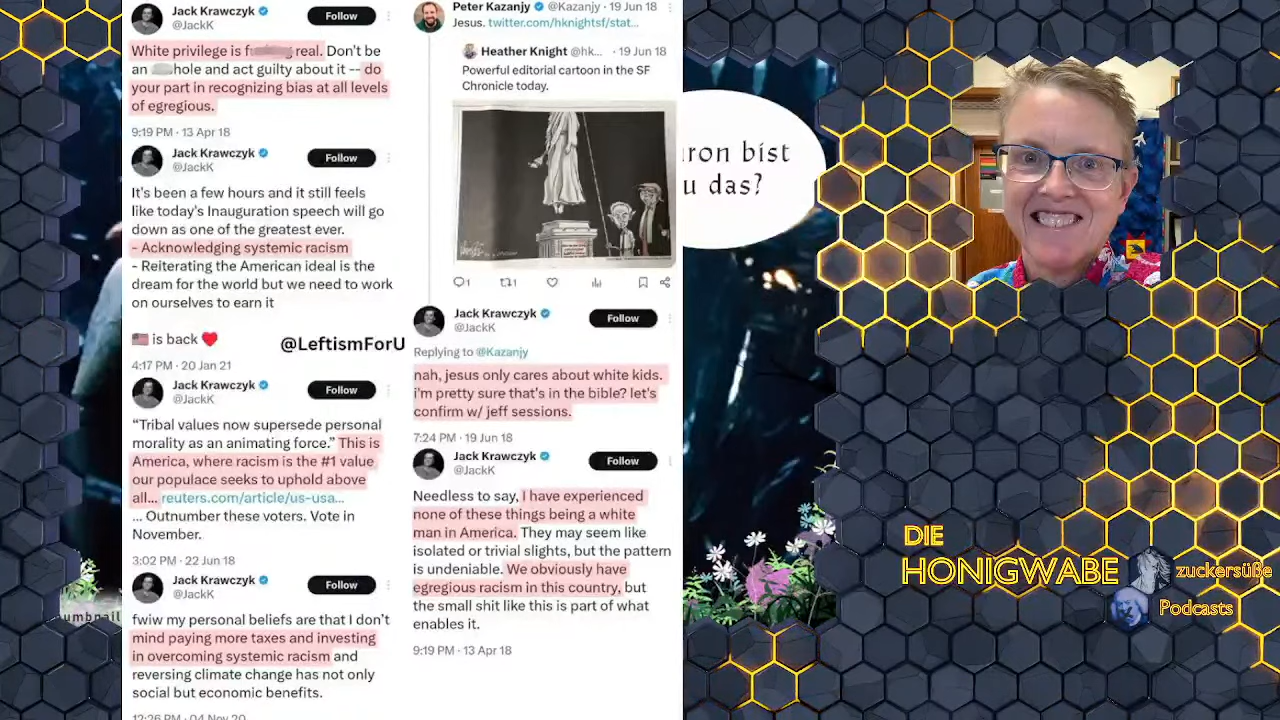 Jack Krawczyk
@JackK
Follow
White privilege is f
real. Don't be
an
hole and act guilty about it -- do
your part in recognizing bias at all levels
of egregious.
9:19 PM · 13 Apr 18
Jack Krawczyk
@JackK
Follow
It's been a few hours and it still feels
like today's Inauguration speech will go
down as one of the greatest ever.
- Acknowledging systemic racism
- Reiterating the American ideal is the
dream for the world but we need to work
on ourselves to earn it
🇺🇸 is back ♥️
@LeftismForU
4:17 PM · 20 Jan 21
Jack Krawczyk
@JackK
Follow
“Tribal values now supersede personal
morality as an animating force.” This is
America, where racism is the #1 value
our populace seeks to uphold above
all... reuters.com/article/us-usa...
... Outnumber these voters. Vote in
November.
3:02 PM · 22 Jun 18
Jack Krawczyk
@JackK
Follow
fwiw my personal beliefs are that I don't
mind paying more taxes and investing
in overcoming systemic racism and
reversing climate change has not only
social but economic benefits.
12:26 PM · 04 Nov 20
Peter Kazanjy @Kazanjy · 19 Jun 18
Jesus. twitter.com/hknightsf/stat...
Heather Knight @hk... · 19 Jun 18
Powerful editorial cartoon in the SF
Chronicle today.
1
1
Jack Krawczyk
@JackK
Follow
Replying to @Kazanjy
nah, jesus only cares about white kids.
i'm pretty sure that's in the bible? let's
confirm w/ jeff sessions.
7:24 PM · 19 Jun 18
Jack Krawczyk
@JackK
Follow
Needless to say, I have experienced
none of these things being a white
man in America. They may seem like
isolated or trivial slights, but the pattern
is undeniable. We obviously have
egregious racism in this country, but
the small shit like this is part of what
enables it.
9:19 PM · 13 Apr 18
bist
das?
DIE
HONIGWABE
zuckersüße
Podcasts